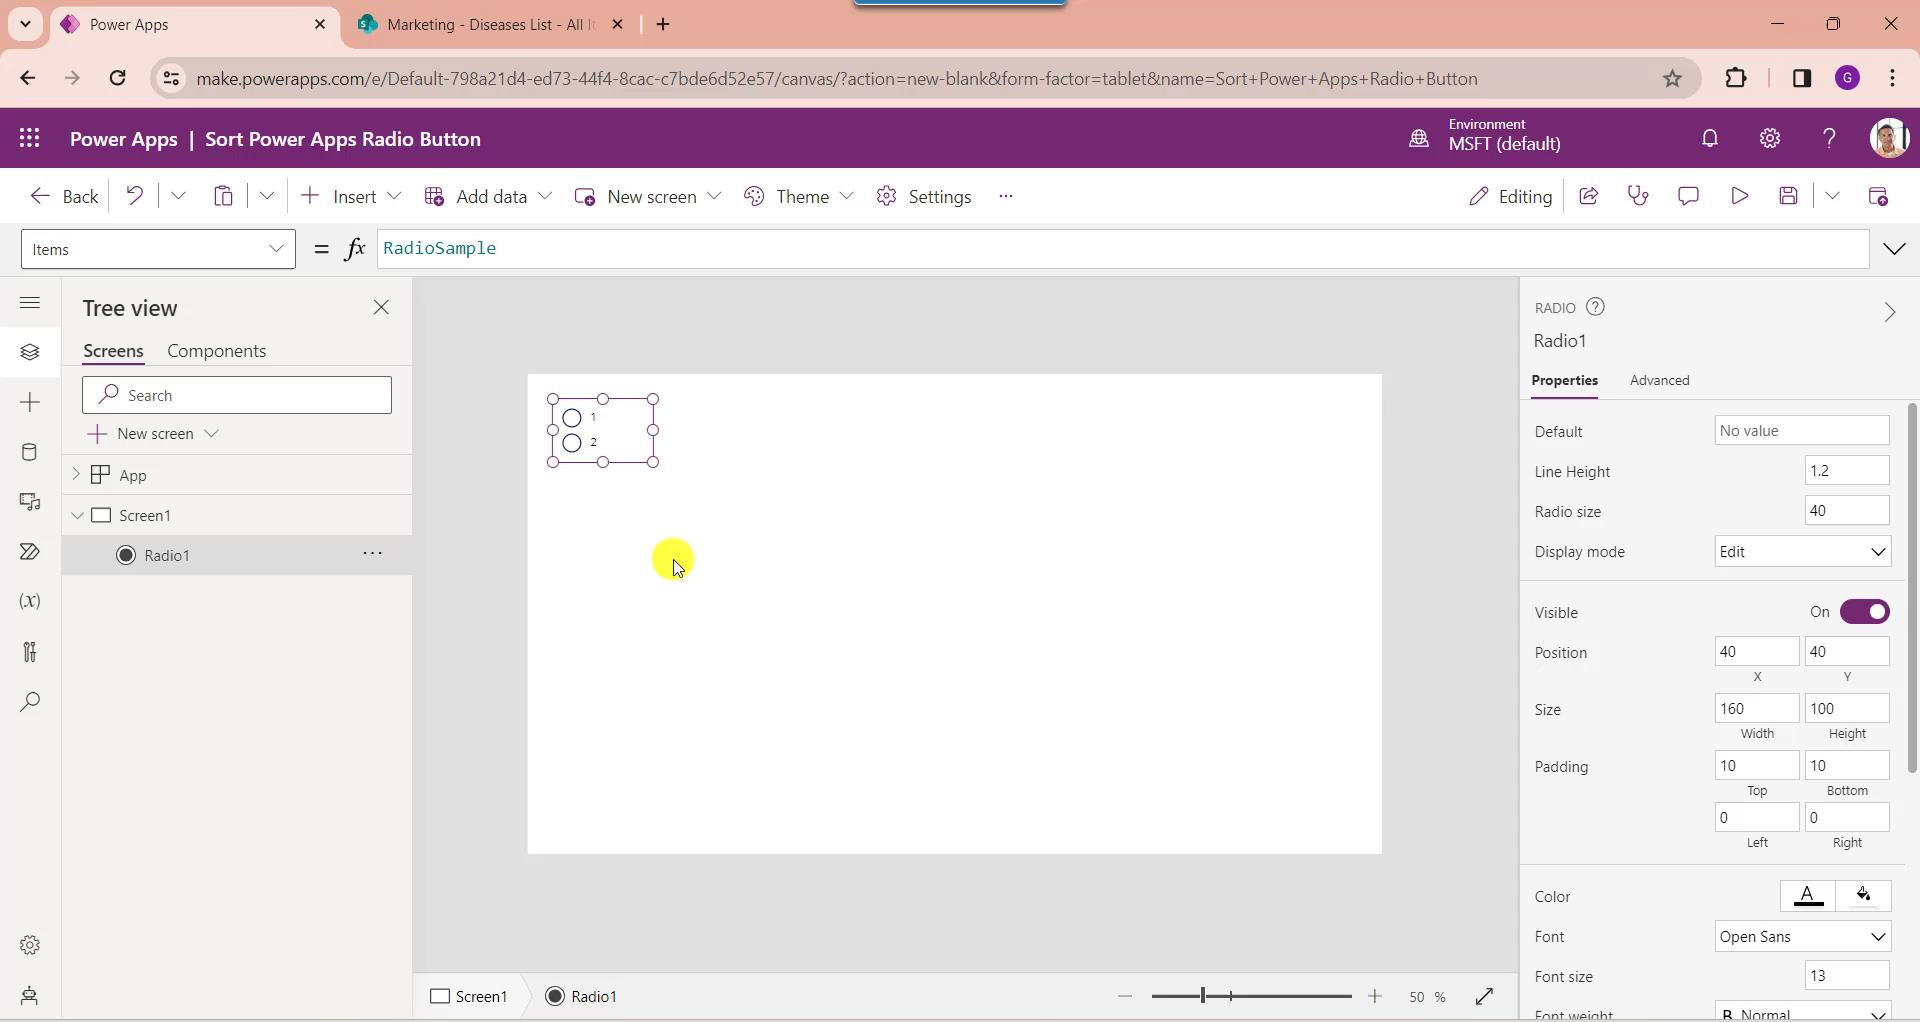 Power Apps
Marketing - Diseases List - All It
make.powerapps.com/e/Default-798a21d4-ed73-44f4-8cac-c7bde6d52e57/canvas/?action=new-blank&form-factor=tablet&name=Sort+Power+Apps+Radio+Button
G
Power Apps | Sort Power Apps Radio Button
Environment
MSFT (default)
Back
Insert
Add data
New screen
Theme
Settings
Editing
Items
= fx RadioSample
Tree view
Screens
Components
Search
New screen
App
Screen1
Radio1
1
2
RADIO
Radio1
Properties
Advanced
Default
No value
Line Height
1.2
Radio size
40
Display mode
Edit
Visible
On
Position
40
40
X
Y
Size
160
100
Width
Height
Padding
10
10
Top
Bottom
0
0
Left
Right
Color
A
Font
Open Sans
Font size
13
Font weight
B Normal
Screen1
Radio1
50 %